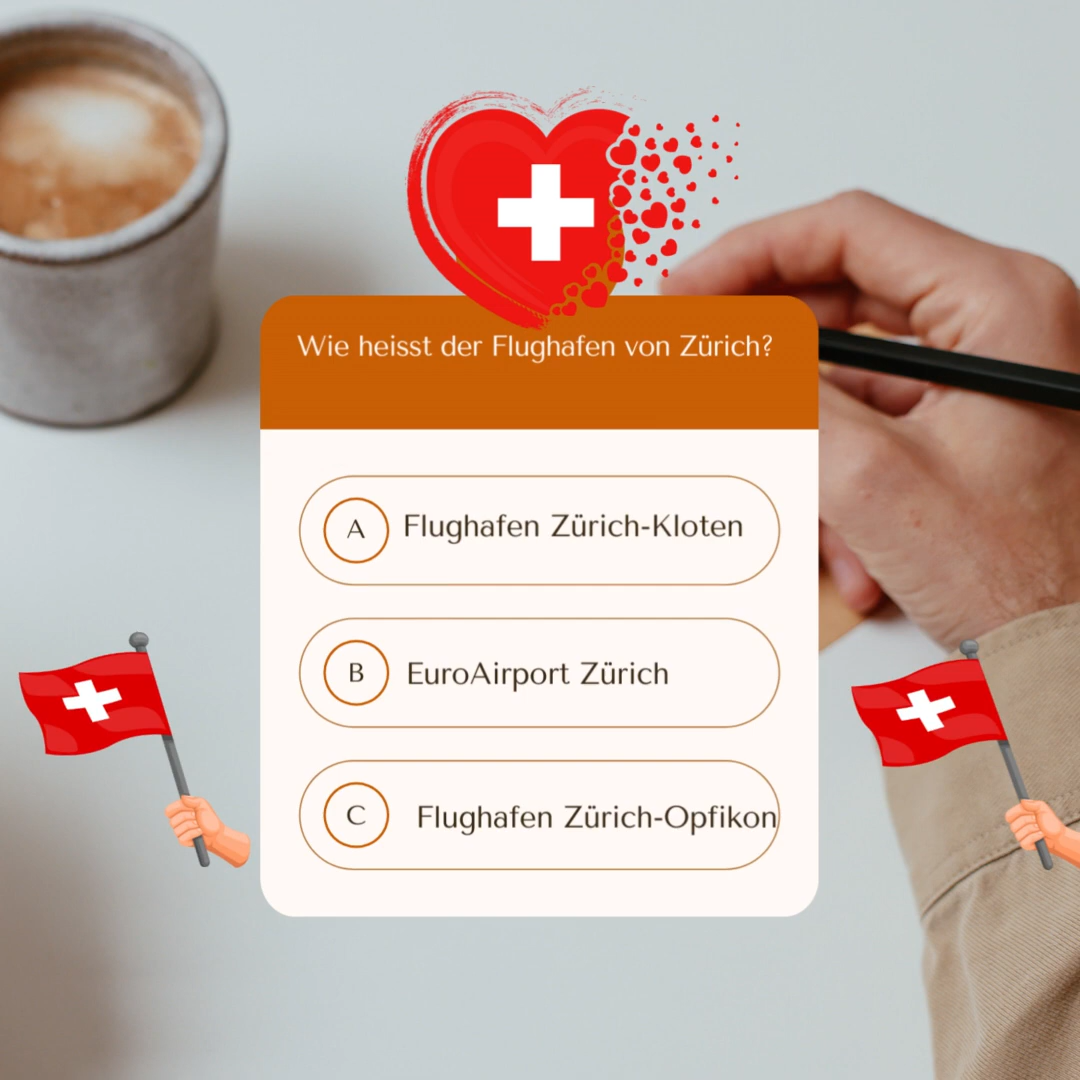 Wie heisst der Flughafen von Zürich?
A Flughafen Zürich-Kloten
B EuroAirport Zürich
C Flughafen Zürich-Opfikon